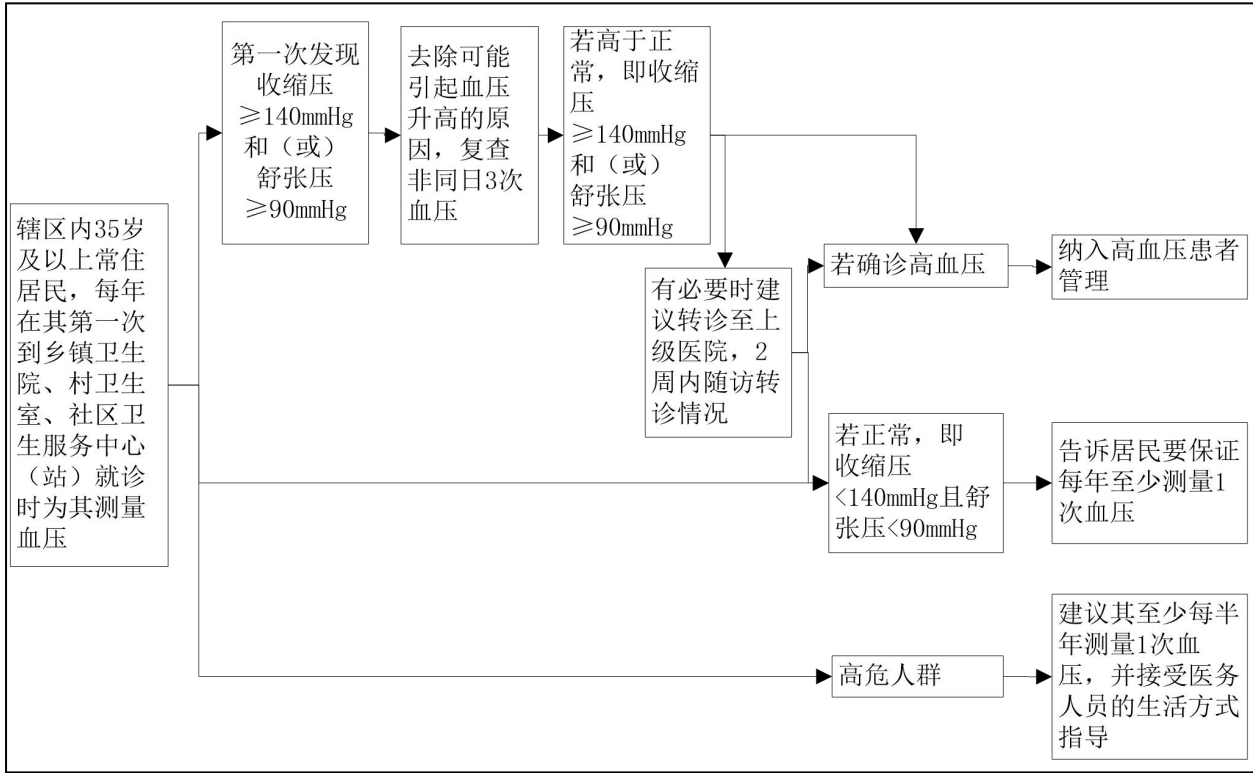 辖区内35岁
及以上常住
居民，每年
在其第一次
到乡镇卫生
院、村卫生
室、社区卫
生服务中心
（站）就诊
时为其测量
血压
第一次发现
收缩压
≥140mmHg
和（或）
舒张压
≥90mmHg
去除可能
引起血压
升高的原
因，复查
非同日3次
血压
若高于正
常，即收缩
压
≥140mmHg
和（或）
舒张压
≥90mmHg
有必要时建
议转诊至上
级医院，2
周内随访转
诊情况
若确诊高血压
纳入高血压患者
管理
若正常，即
收缩压
<140mmHg且舒
张压<90mmHg
告诉居民要保证
每年至少测量1
次血压
高危人群
建议其至少每半
年测量1次血
压，并接受医务
人员的生活方式
指导